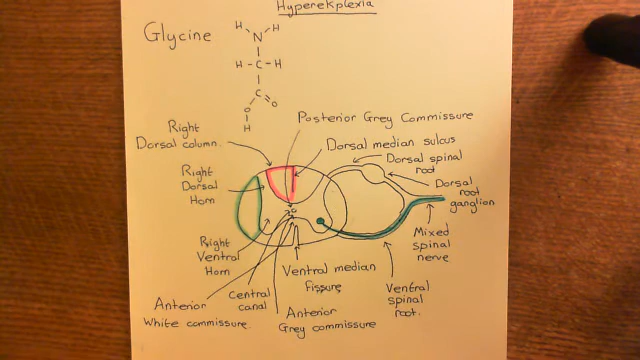 Hyperekplexia
Glycine
H H
N
H-C-H
C
O O
H
Posterior Grey Commissure
Right
Dorsal column.
Dorsal median sulcus
Dorsal spinal
root
Right
Dorsal
Horn
Dorsal
root
ganglion
Mixed
spinal
nerve
Right
Ventral
Horn
Ventral median
fissure
Central
canal
Ventral
spinal
root.
Anterior
White commissure.
Anterior
Grey commissure